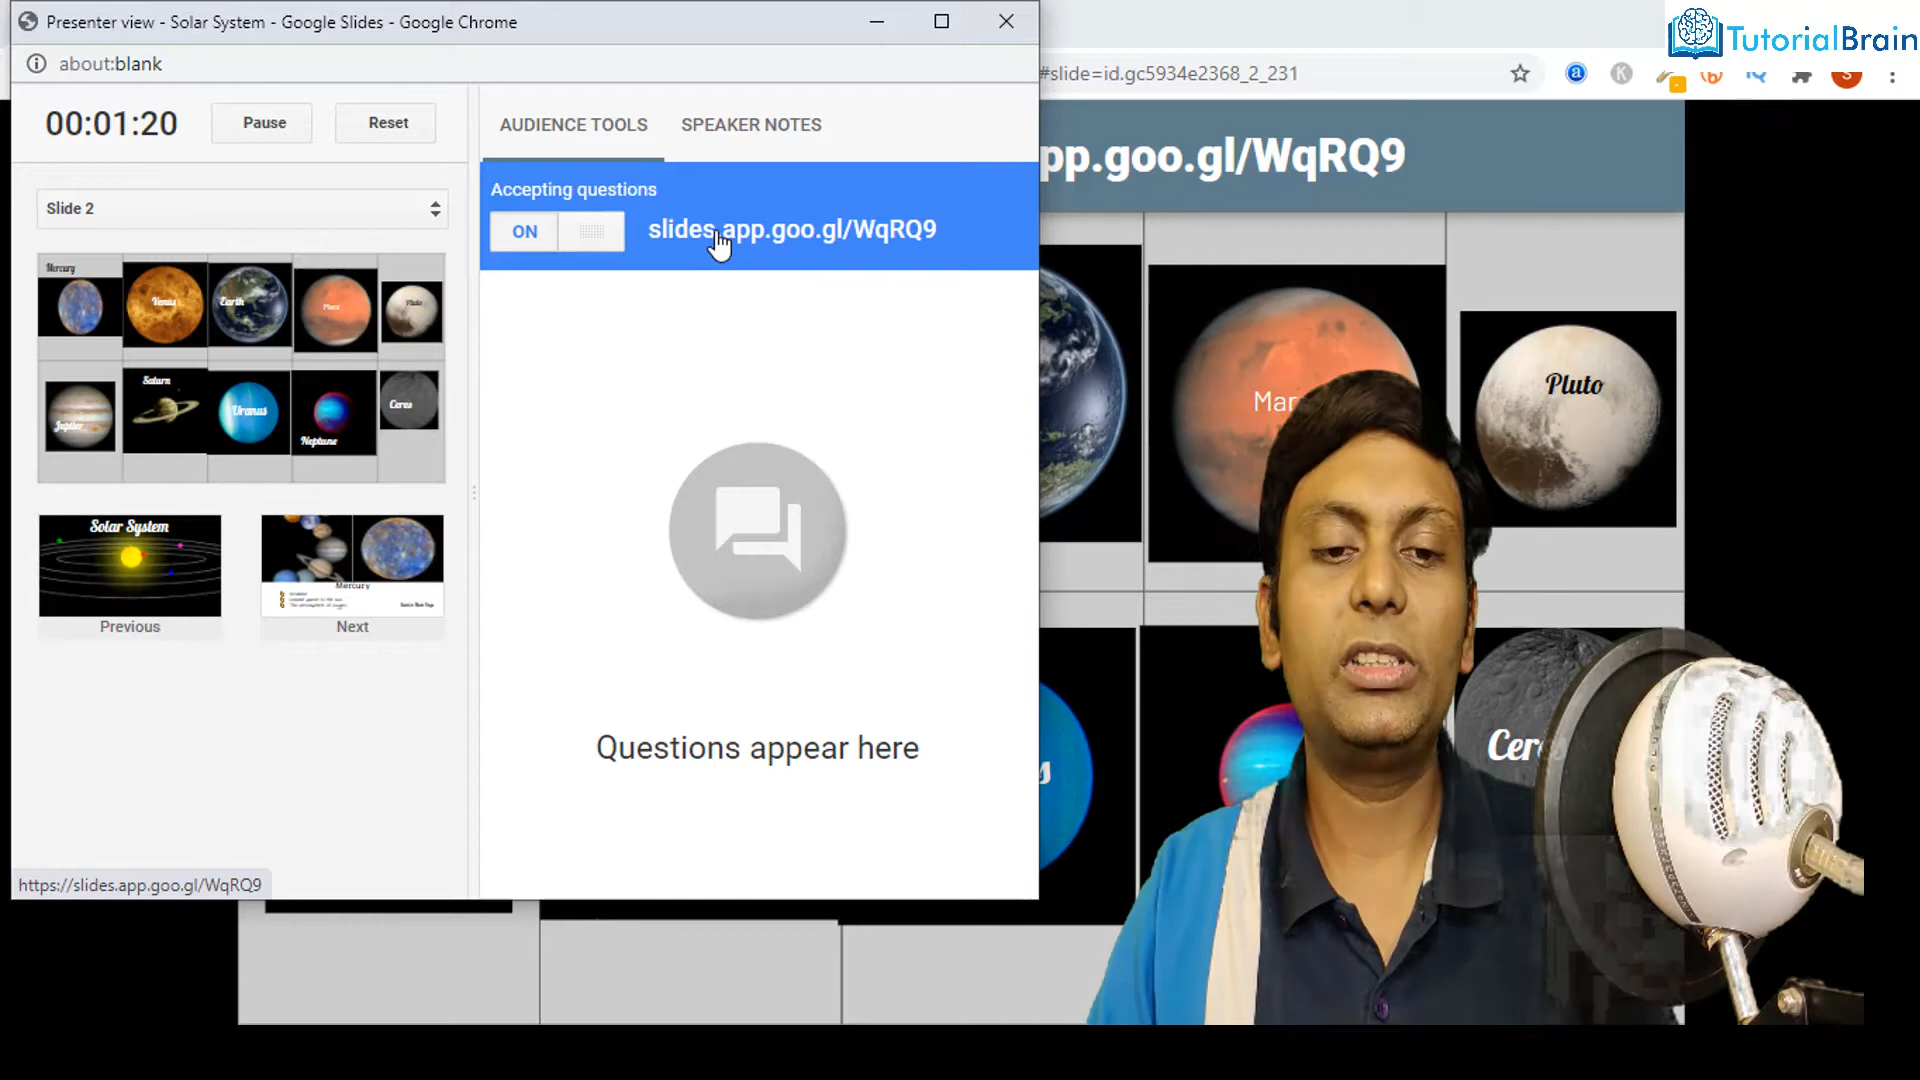 Presenter view - Solar System - Google Slides - Google Chrome
TutorialBrain
about:blank
#slide=id.gc5934e2368_2_231
00:01:20
Pause
Reset
AUDIENCE TOOLS
SPEAKER NOTES
pp.goo.gl/WqRQ9
Accepting questions
ON
slides.app.goo.gl/WqRQ9
Slide 2
Mercury
Venus
Earth
Mars
Pluto
Jupiter
Saturn
Uranus
Neptune
Ceres
Mar
Pluto
Solar System
Mercury
Previous
Next
Questions appear here
s
Cere
https://slides.app.goo.gl/WqRQ9